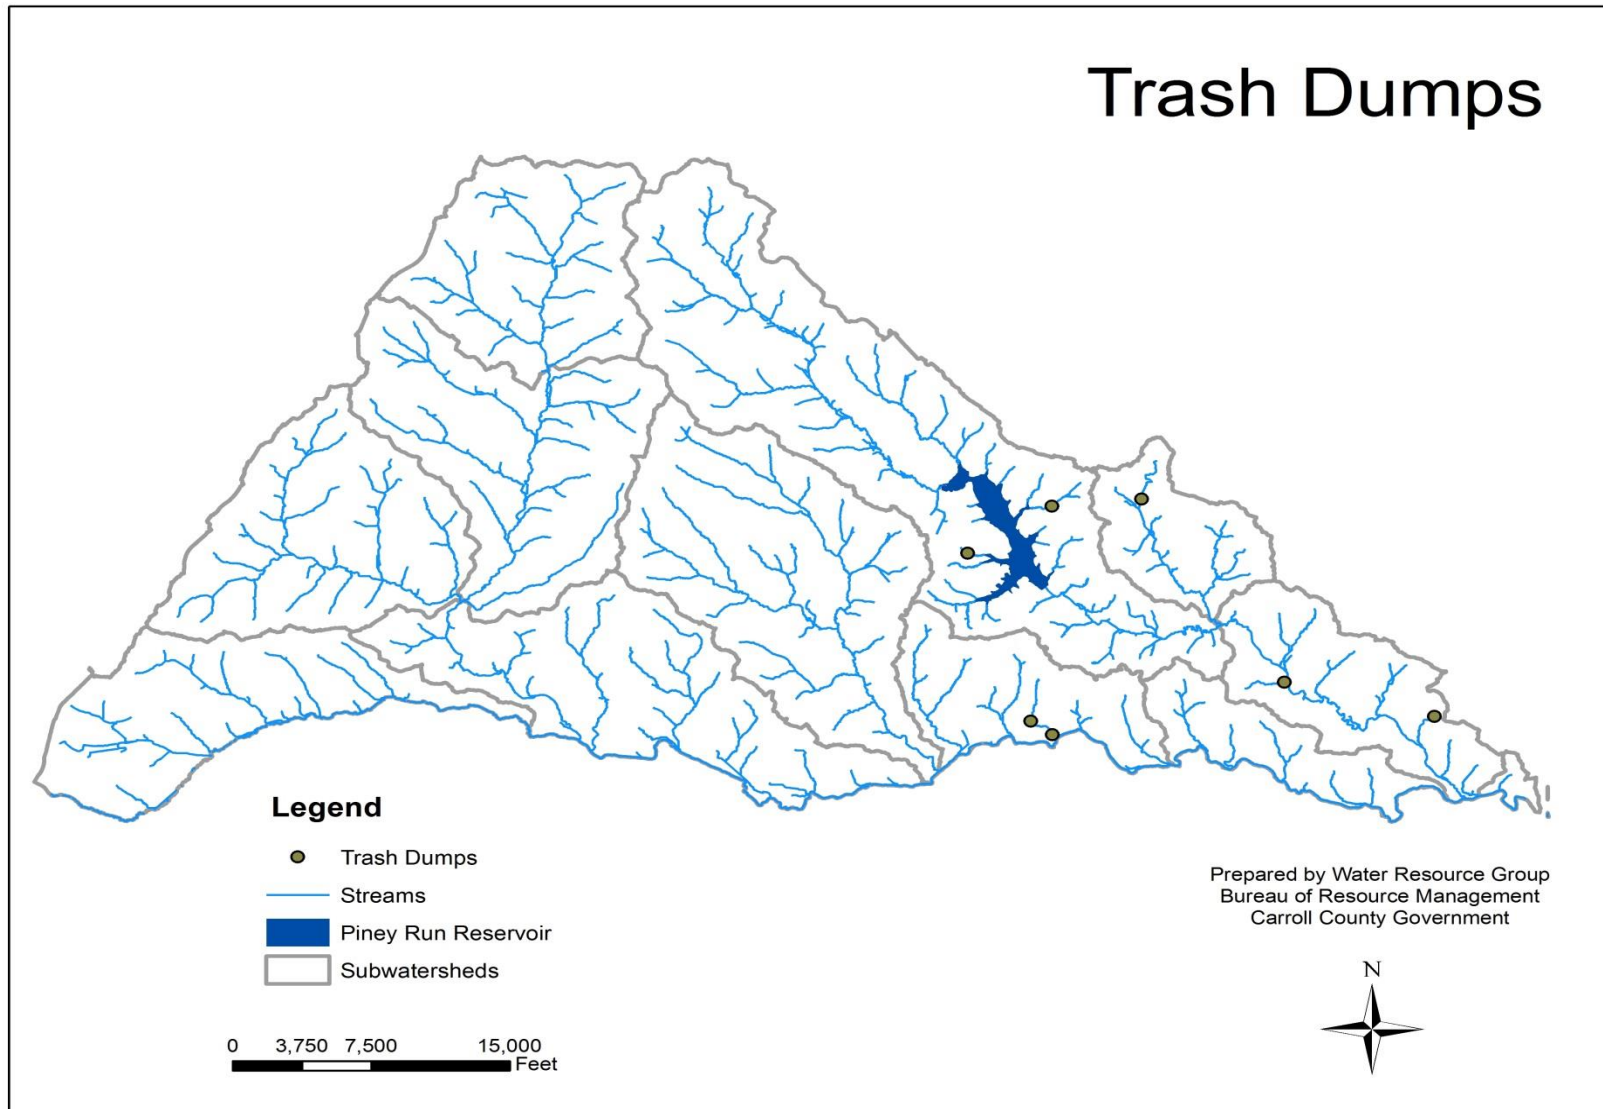 Trash Dumps
Legend
Trash Dumps
Streams
Piney Run Reservoir
Subwatersheds
0 3,750 7,500 15,000
Feet
Prepared by Water Resource Group
Bureau of Resource Management
Carroll County Government
N